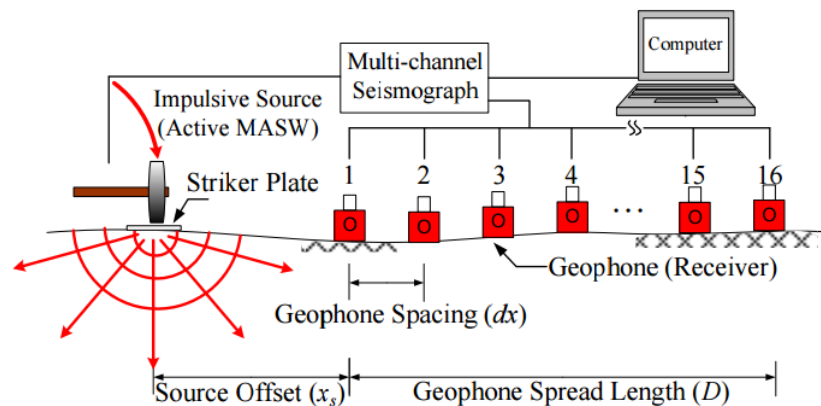 Computer
Multi-channel
Seismograph
Impulsive Source
(Active MASW)
Striker Plate
1 2 3 4 15 16
O O O O ... O O
Geophone (Receiver)
Geophone Spacing (dx)
Source Offset (xs)
Geophone Spread Length (D)